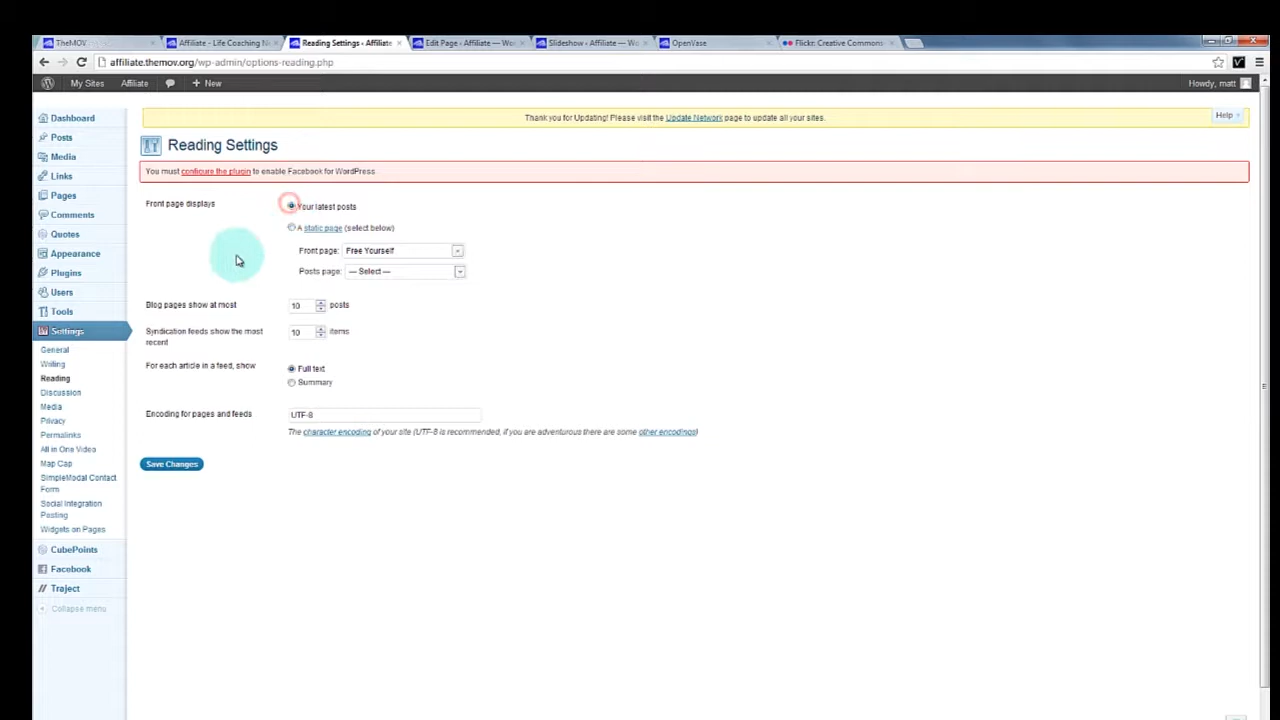 TheMOV
Affiliate - Life Coaching N
Reading Settings - Affiliate
Edit Page - Affiliate — Wor
Slideshow - Affiliate — Wo
OpenVase
Flickr: Creative Commons
affiliate.themov.org/wp-admin/options-reading.php
My Sites
Affiliate
+ New
Howdy, matt
Dashboard
Posts
Media
Links
Pages
Comments
Quotes
Appearance
Plugins
Users
Tools
Settings
General
Writing
Reading
Discussion
Media
Privacy
Permalinks
All in One Video
Map Cap
SimpleModal Contact
Form
Social Integration
Posting
Widgets on Pages
CubePoints
Facebook
Traject
Collapse menu
Thank you for Updating! Please visit the Update Network page to update all your sites.
Help
Reading Settings
You must configure the plugin to enable Facebook for WordPress
Front page displays
Your latest posts
A static page (select below)
Front page: Free Yourself
Posts page: — Select —
Blog pages show at most 10 posts
Syndication feeds show the most
recent
10 items
For each article in a feed, show
Full text
Summary
Encoding for pages and feeds UTF-8
The character encoding of your site (UTF-8 is recommended, if you are adventurous there are some other encodings)
Save Changes